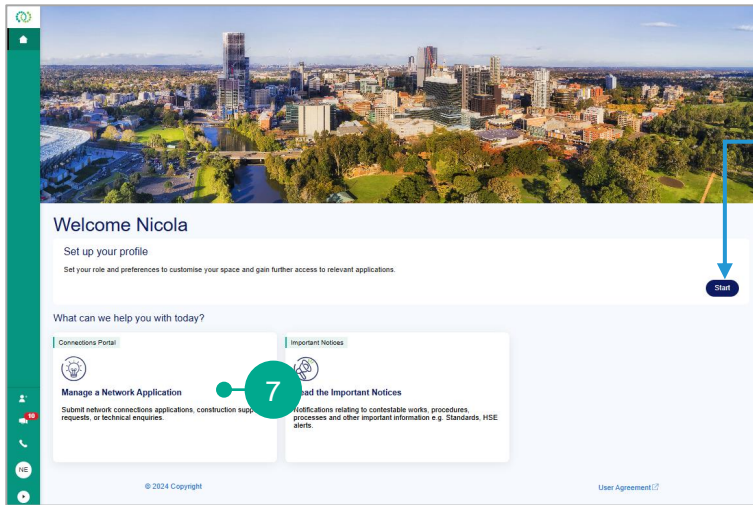 Welcome Nicola
Set up your profile
Set your role and preferences to customise your space and gain further access to relevant applications.
Start
What can we help you with today?
Connections Portal
Manage a Network Application
Submit network connections applications, construction
requests, or technical enquiries.
7
Important Notices
the Important Notices
Notifications relating to contestable works, procedures,
processes and other important information e.g. Standards, HSE
alerts.
10
NE
© 2024 Copyright
User Agreement